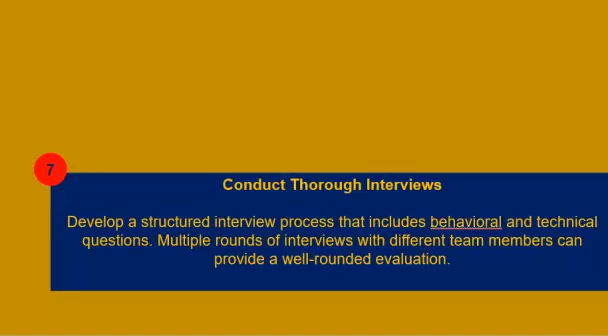 7
Conduct Thorough Interviews
Develop a structured interview process that includes behavioral and technical
questions. Multiple rounds of interviews with different team members can
provide a well-rounded evaluation.